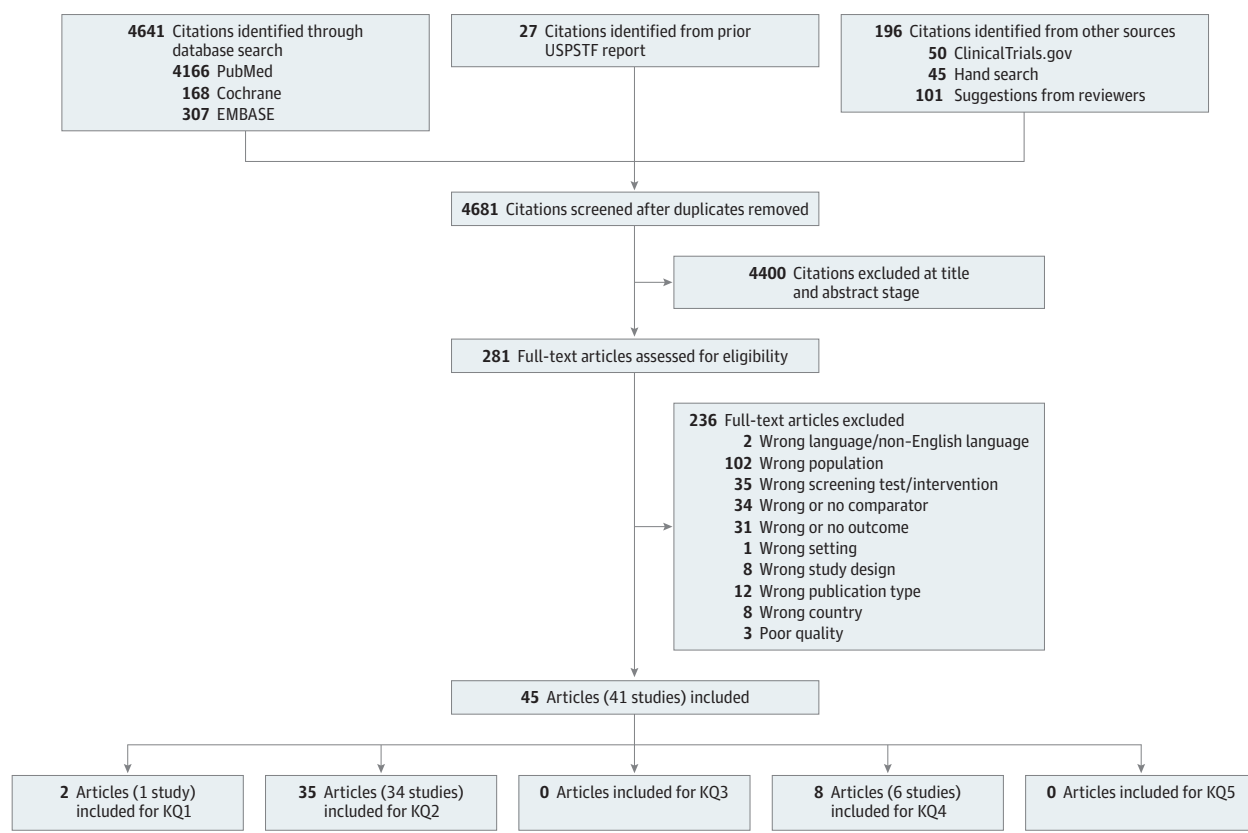 4641 Citations identified through
database search
4166 PubMed
168 Cochrane
307 EMBASE
27 Citations identified from prior
USPSTF report
196 Citations identified from other sources
50 ClinicalTrials.gov
45 Hand search
101 Suggestions from reviewers
4681 Citations screened after duplicates removed
4400 Citations excluded at title
and abstract stage
281 Full-text articles assessed for eligibility
236 Full-text articles excluded
2 Wrong language/non-English language
102 Wrong population
35 Wrong screening test/intervention
34 Wrong or no comparator
31 Wrong or no outcome
1 Wrong setting
8 Wrong study design
12 Wrong publication type
8 Wrong country
3 Poor quality
45 Articles (41 studies) included
2 Articles (1 study)
included for KQ1
35 Articles (34 studies)
included for KQ2
0 Articles included for KQ3
8 Articles (6 studies)
included for KQ4
0 Articles included for KQ5